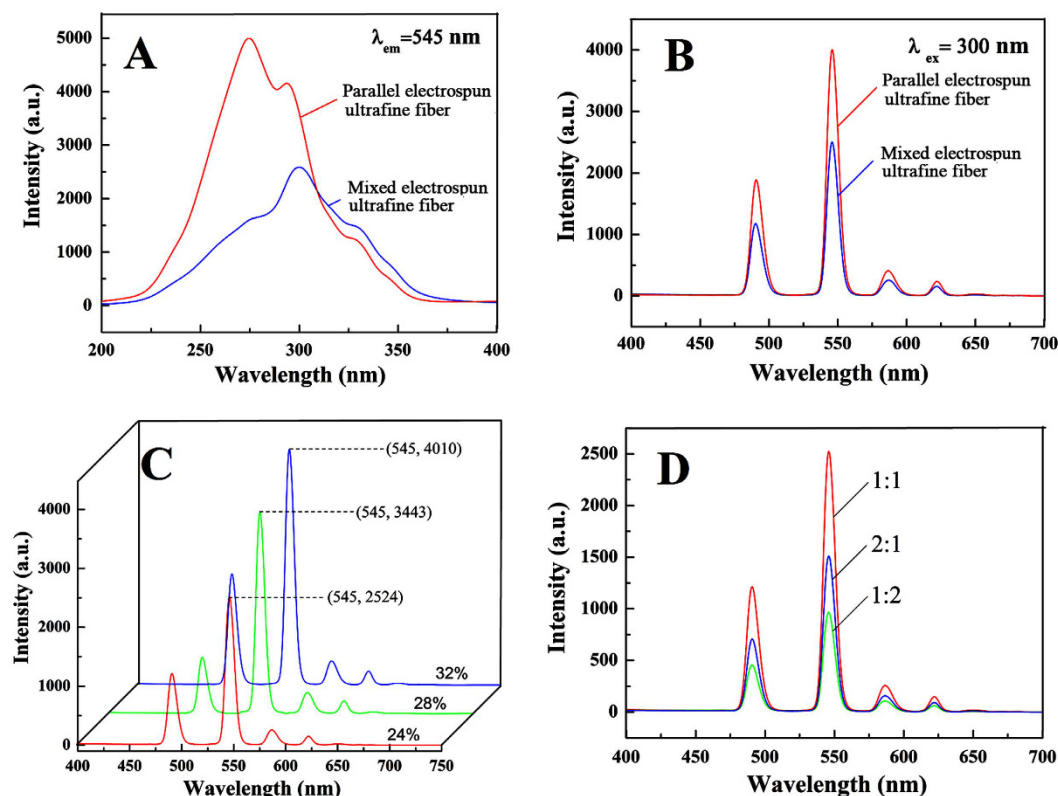 A
λem=545 nm
Parallel electrospun
ultrafine fiber
Mixed electrospun
ultrafine fiber
Intensity (a.u.)
5000
4000
3000
2000
1000
0
200
250
300
350
400
Wavelength (nm)
B
λex= 300 nm
Parallel electrospun
ultrafine fiber
Mixed electrospun
ultrafine fiber
Intensity (a.u.)
4000
3000
2000
1000
0
400
450
500
550
600
650
700
Wavelength (nm)
C
(545, 4010)
(545, 3443)
(545, 2524)
32%
28%
24%
Intensity (a.u.)
4000
3000
2000
1000
0
400
450
500
550
600
650
700
750
Wavelength (nm)
D
1:1
2:1
1:2
Intensity (a.u.)
2500
2000
1500
1000
500
0
400
450
500
550
600
650
700
Wavelength (nm)